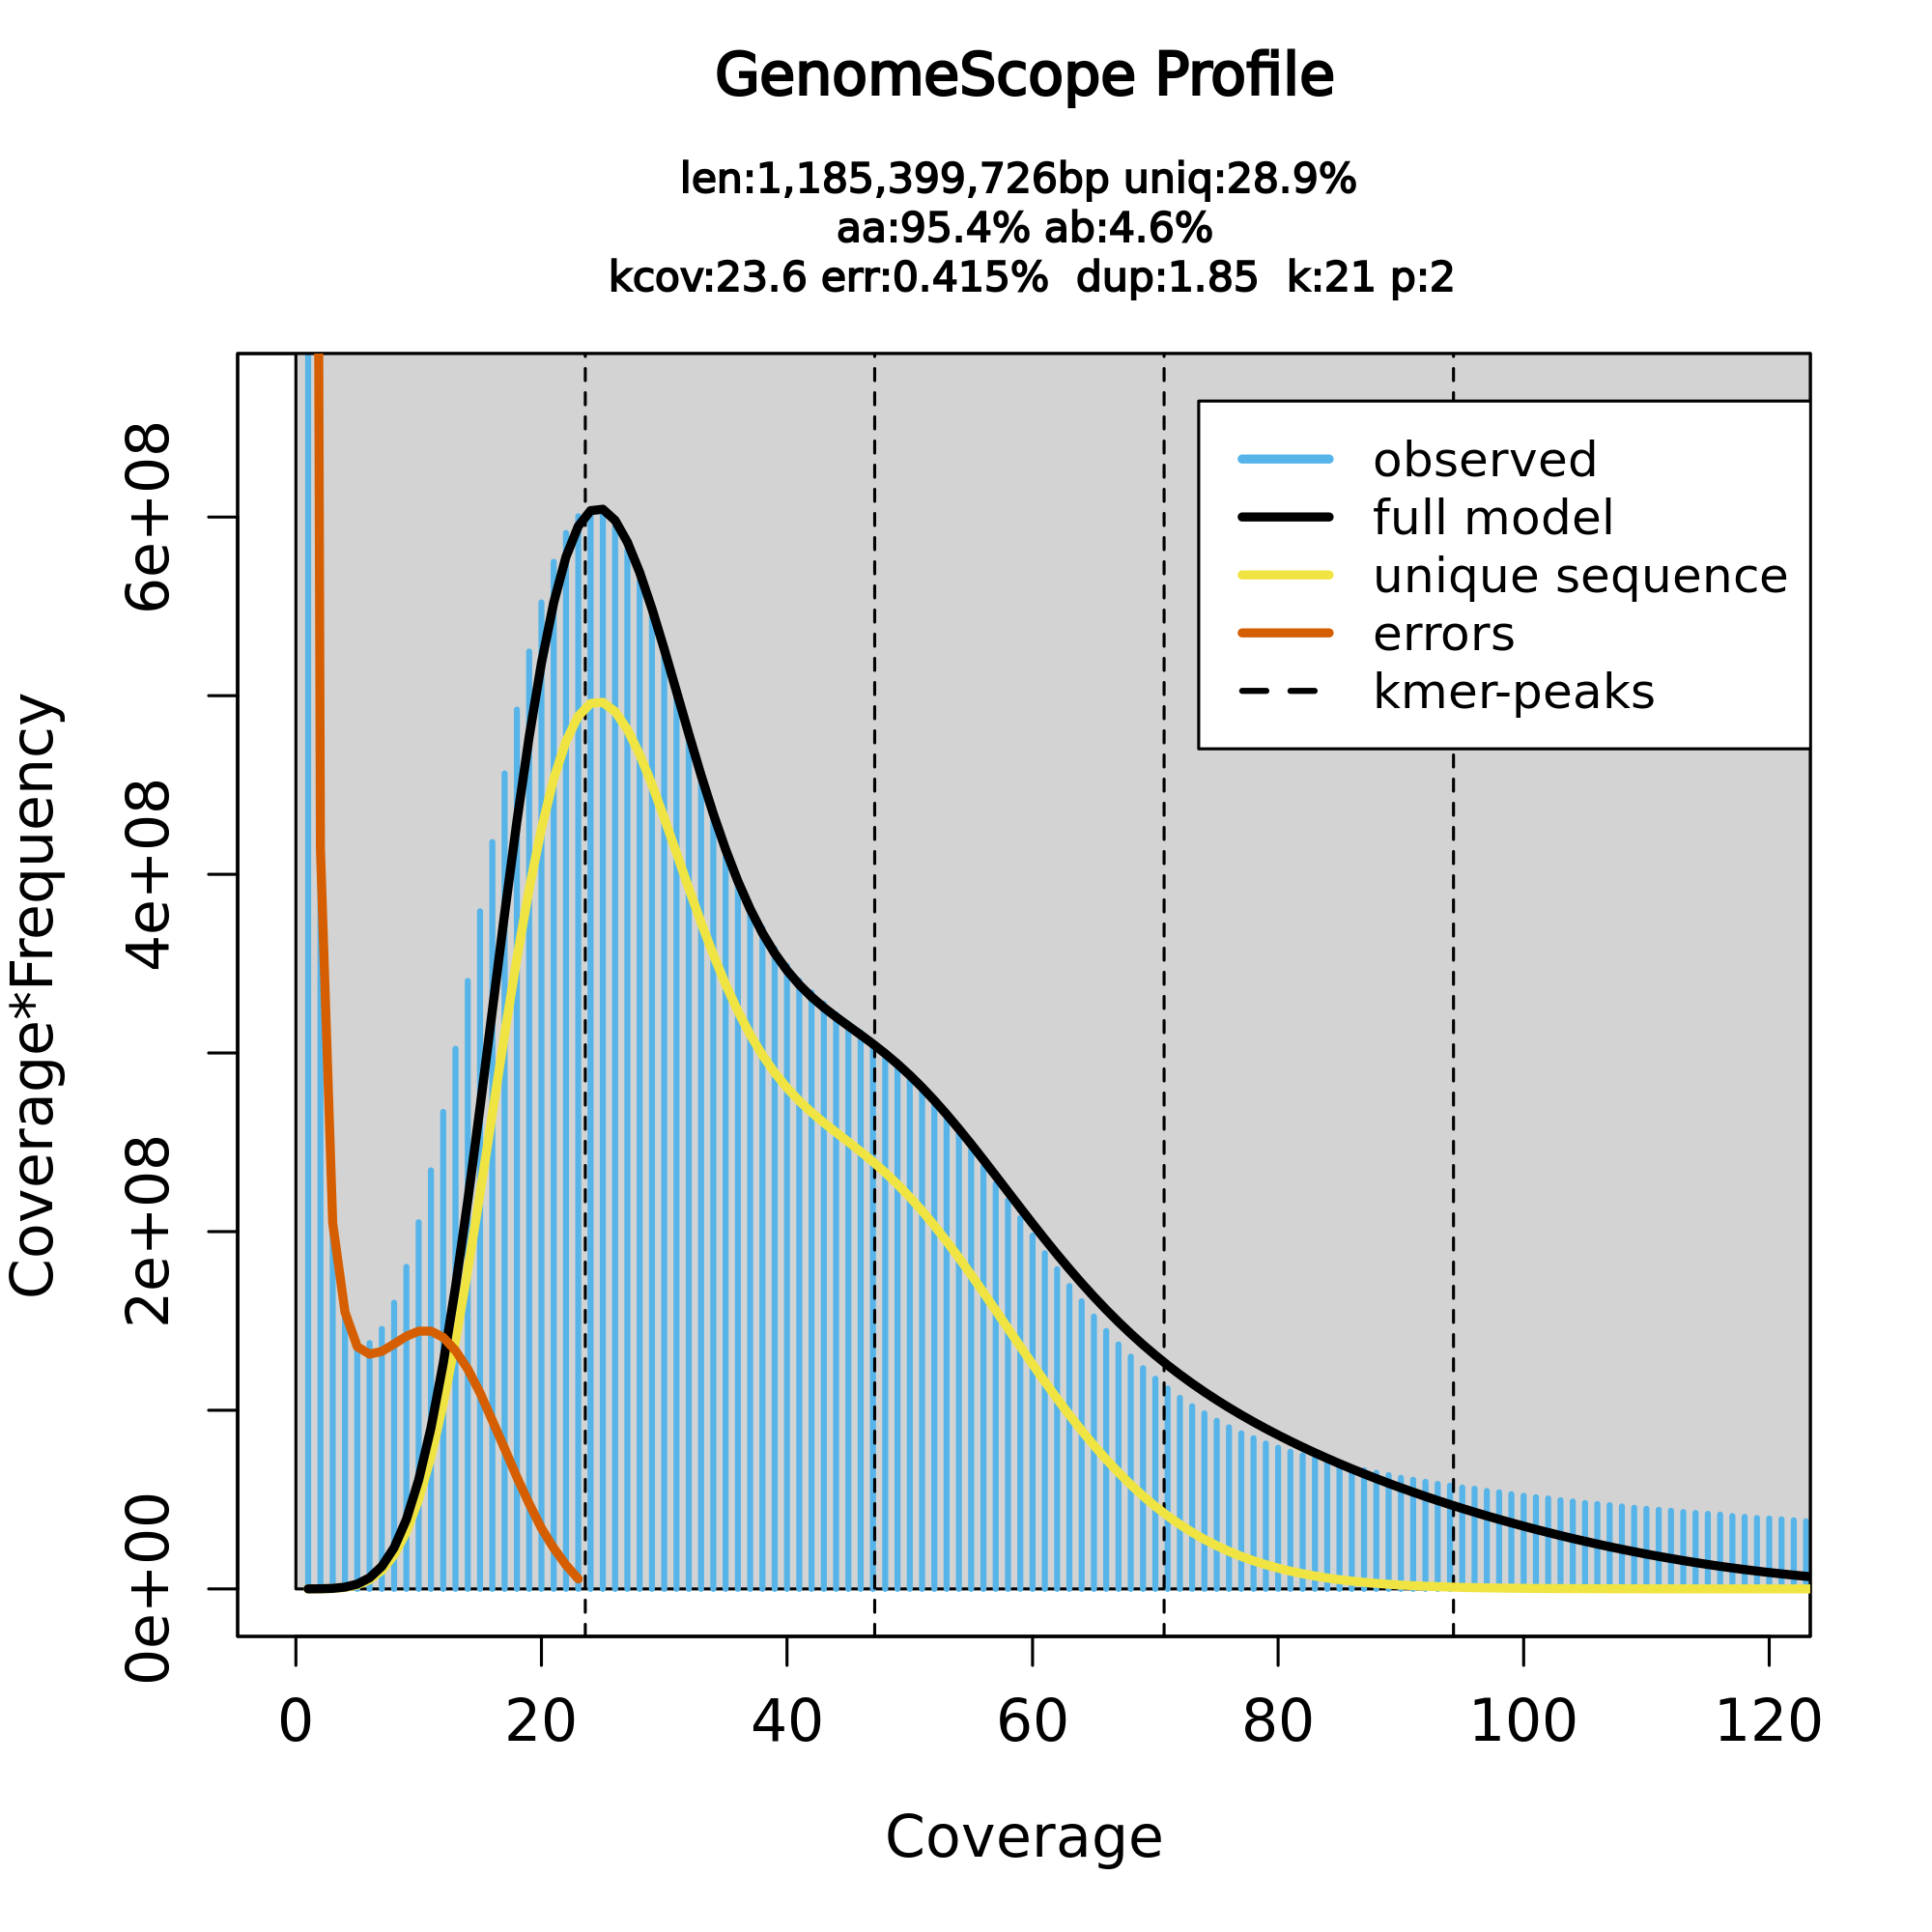 GenomeScope Profile
len:1,185,399,726bp uniq:28.9%
aa:95.4% ab:4.6%
kcov:23.6 err:0.415%  dup:1.85  k:21 p:2
observed
full model
unique sequence
errors
kmer-peaks
Coverage*Frequency
6e+08
4e+08
2e+08
0e+00
0 20 40 60 80 100 120
Coverage